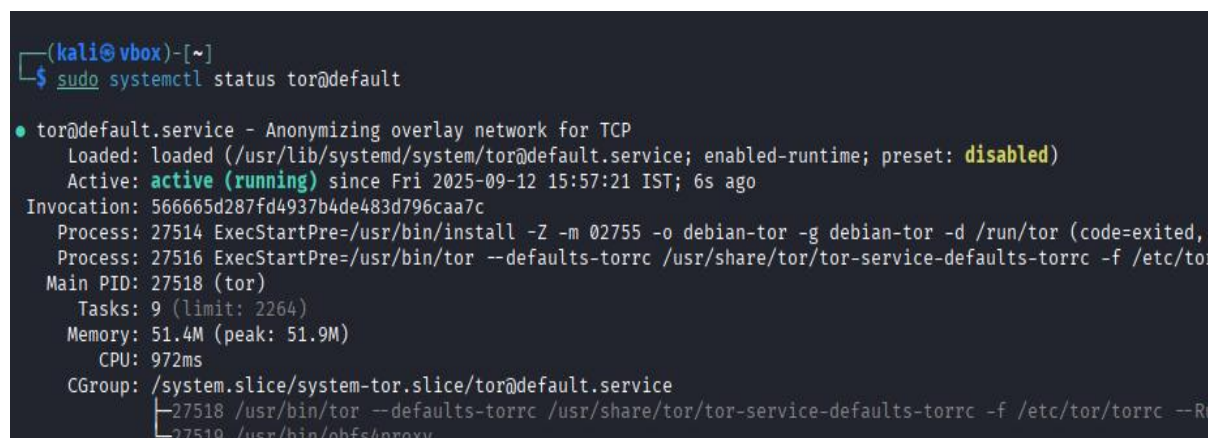 ┌──(kali㉿vbox)-[~]
└─$ sudo systemctl status tor@default
● tor@default.service - Anonymizing overlay network for TCP
Loaded: loaded (/usr/lib/systemd/system/tor@default.service; enabled-runtime; preset: disabled)
Active: active (running) since Fri 2025-09-12 15:57:21 IST; 6s ago
Invocation: 566665d287fd4937b4de483d796caa7c
Process: 27514 ExecStartPre=/usr/bin/install -Z -m 02755 -o debian-tor -g debian-tor -d /run/tor (code=exited,
Process: 27516 ExecStartPre=/usr/bin/tor --defaults-torrc /usr/share/tor/tor-service-defaults-torrc -f /etc/to
Main PID: 27518 (tor)
Tasks: 9 (limit: 2264)
Memory: 51.4M (peak: 51.9M)
CPU: 972ms
CGroup: /system.slice/system-tor.slice/tor@default.service
├─27518 /usr/bin/tor --defaults-torrc /usr/share/tor/tor-service-defaults-torrc -f /etc/tor/torrc --R
└─27519 /usr/bin/obfs4proxy